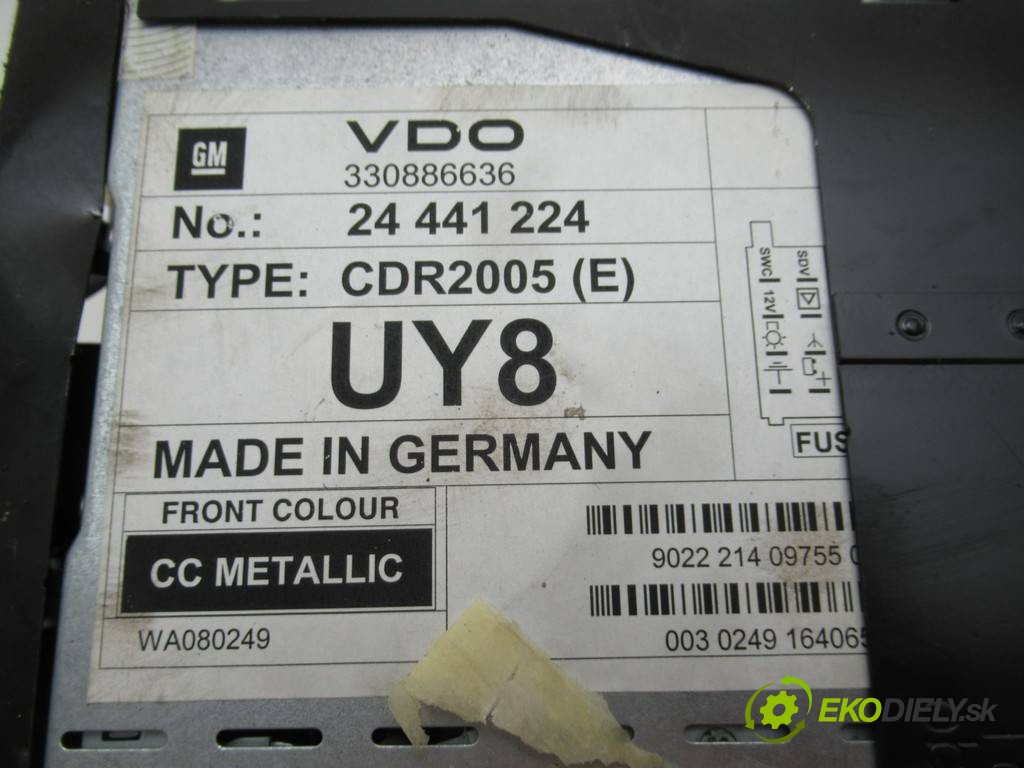 GM
VDO
330886636
No.: 24 441 224
TYPE: CDR2005 (E)
UY8
MADE IN GERMANY
SWC 12V
SDV
FUS
FRONT COLOUR
CC METALLIC
WA080249
9022 214 09755
003 0249 164065
EKODIELY.sk